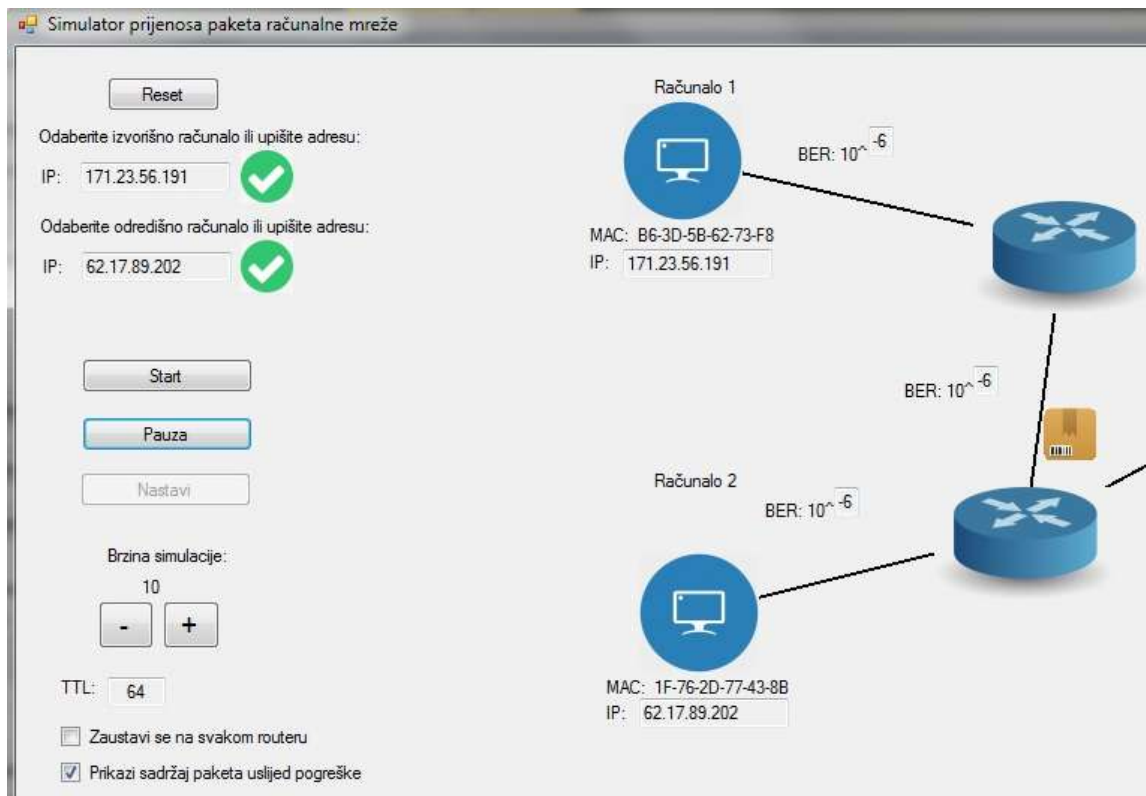 Simulator prijenosa paketa računalne mreže
Reset
Odaberite izvorišno računalo ili upišite adresu:
IP: 171.23.56.191
Odaberite odredišno računalo ili upišite adresu:
IP: 62.17.89.202
Start
Pauza
Nastavi
Brzina simulacije:
10
- +
TTL: 64
Zaustavi se na svakom routeru
Prikazi sadržaj paketa uslijed pogreške
Računalo 1
BER: 10^ -6
MAC: B6-3D-5B-62-73-F8
IP: 171.23.56.191
BER: 10^ -6
Računalo 2
BER: 10^ -6
MAC: 1F-76-2D-77-43-8B
IP: 62.17.89.202